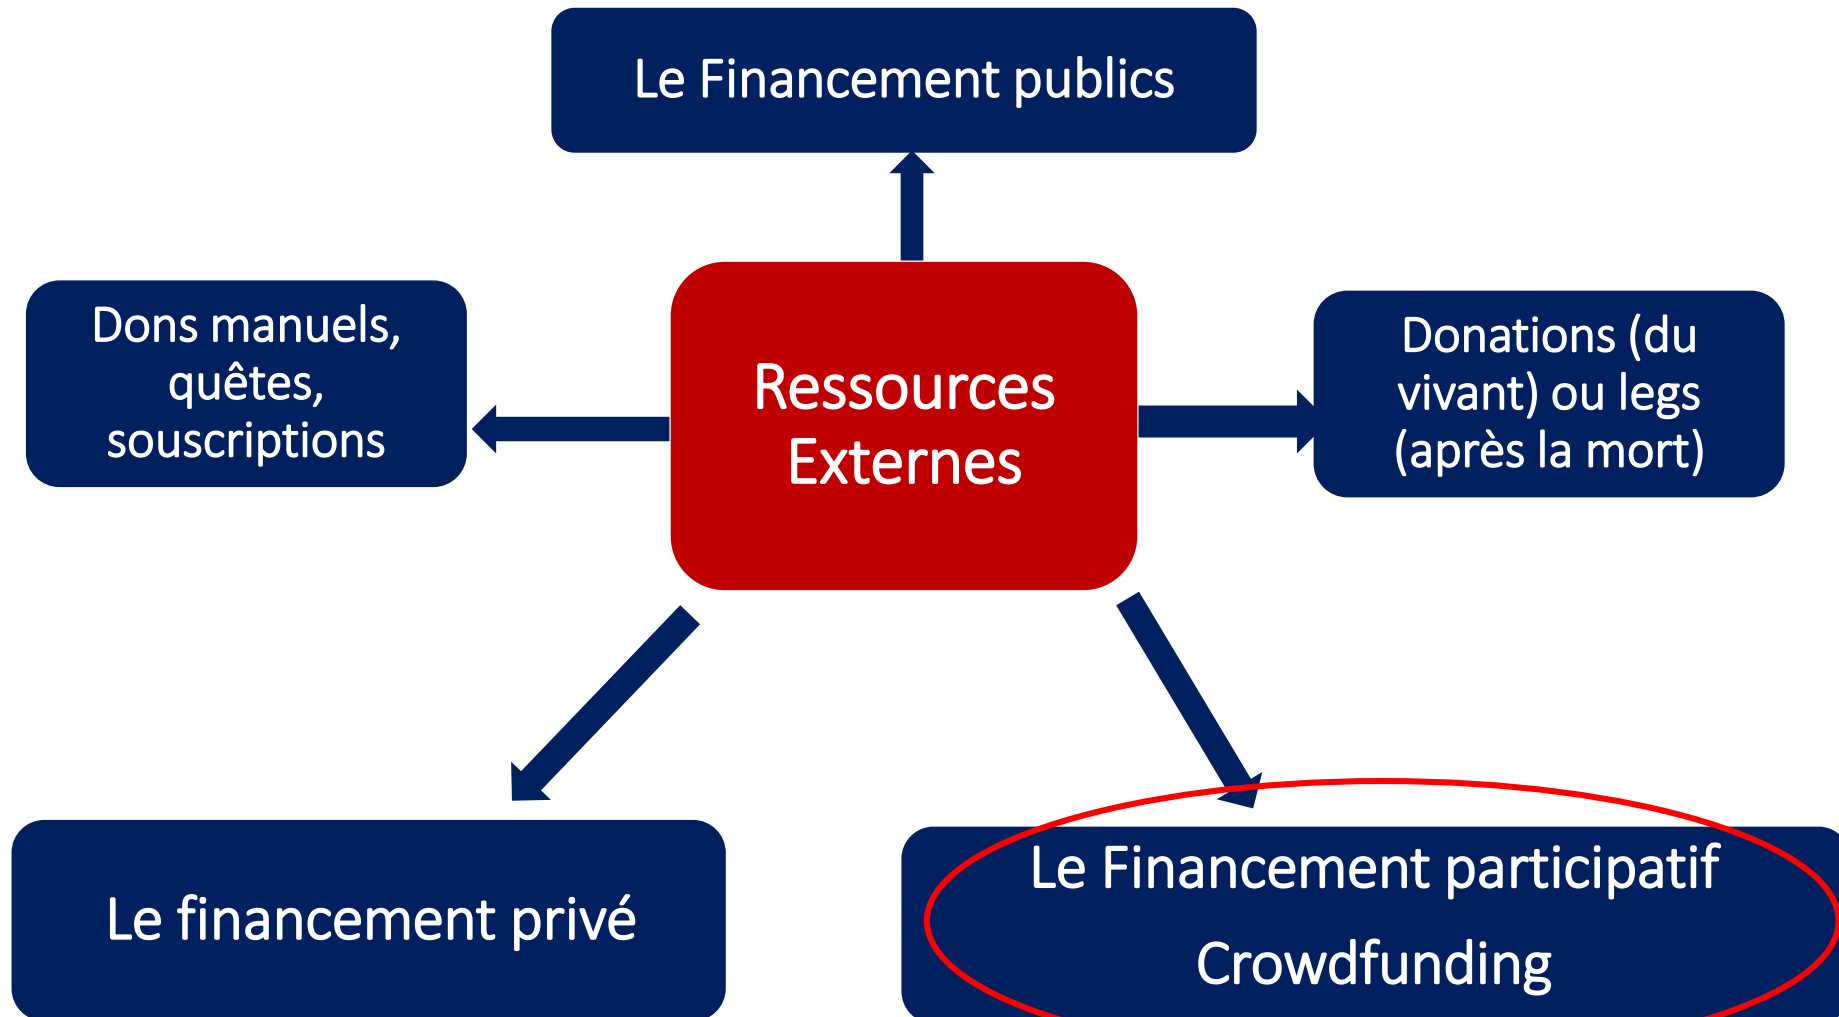 Le Financement publics
Dons manuels,
quêtes,
souscriptions
Ressources
Externes
Donations (du
vivant) ou legs
(après la mort)
Le financement privé
Le Financement participatif
Crowdfunding